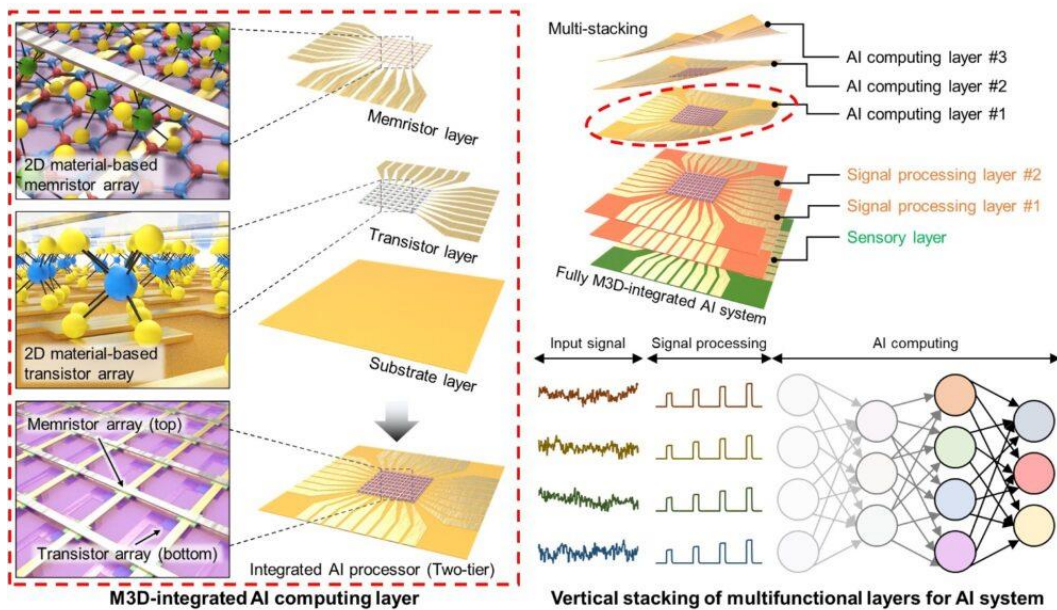 2D material-based
memristor array
Memristor layer
2D material-based
transistor array
Transistor layer
Substrate layer
Memristor array (top)
Transistor array (bottom)
Integrated AI processor (Two-tier)
M3D-integrated AI computing layer
Multi-stacking
AI computing layer #3
AI computing layer #2
AI computing layer #1
Signal processing layer #2
Signal processing layer #1
Sensory layer
Fully M3D-integrated AI system
Input signal
Signal processing
AI computing
Vertical stacking of multifunctional layers for AI system